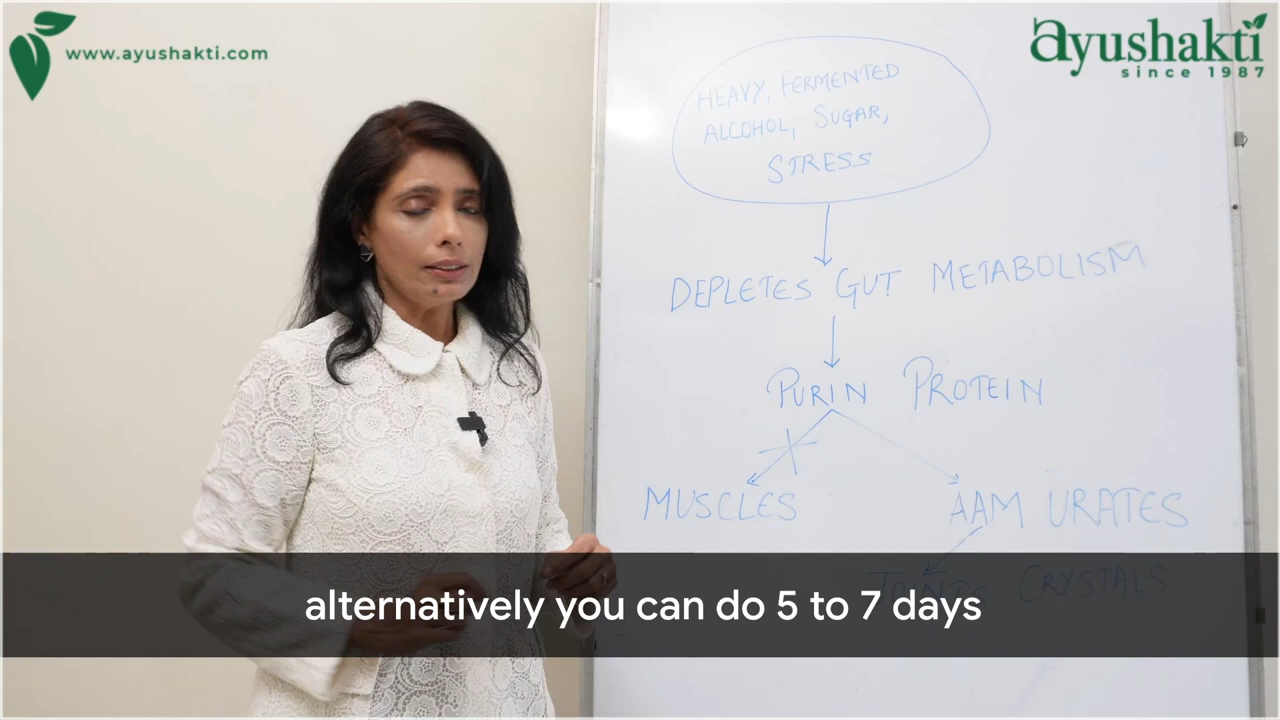 www.ayushakti.com
ayushakti
since 1987
HEAVY, FERMENTED
ALCOHOL, SUGAR,
STRESS
DEPLETES GUT METABOLISM
PURIN PROTEIN
MUSCLES
AAM URATES
JOINTS CRYSTALS
alternatively you can do 5 to 7 days